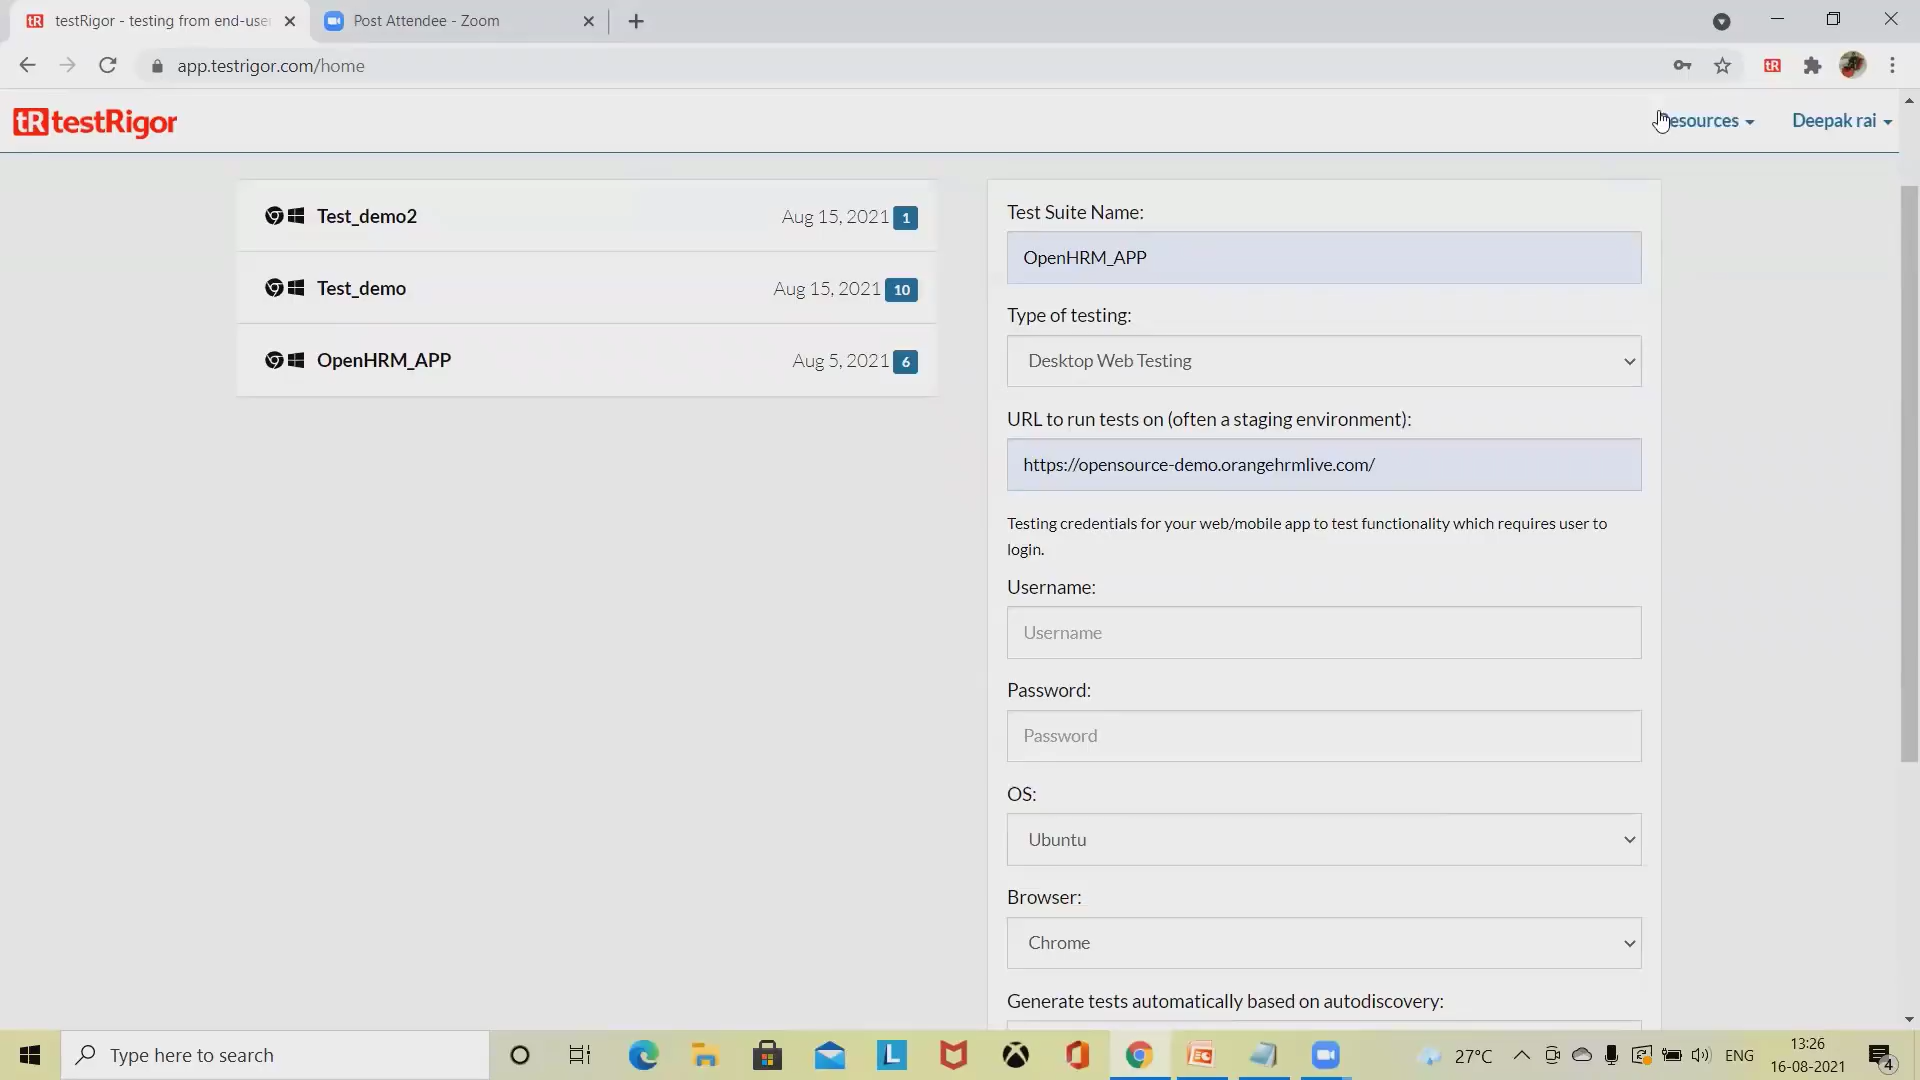 testRigor - testing from end-use
Post Attendee - Zoom
app.testrigor.com/home
tR testRigor
esources
Deepak rai
Test_demo2
Aug 15, 2021 1
Test_demo
Aug 15, 2021 10
OpenHRM_APP
Aug 5, 2021 6
Test Suite Name:
OpenHRM_APP
Type of testing:
Desktop Web Testing
URL to run tests on (often a staging environment):
https://opensource-demo.orangehrmlive.com/
Testing credentials for your web/mobile app to test functionality which requires user to
login.
Username:
Username
Password:
Password
OS:
Ubuntu
Browser:
Chrome
Generate tests automatically based on autodiscovery:
Type here to search
27°C
ENG
13:26
16-08-2021
4